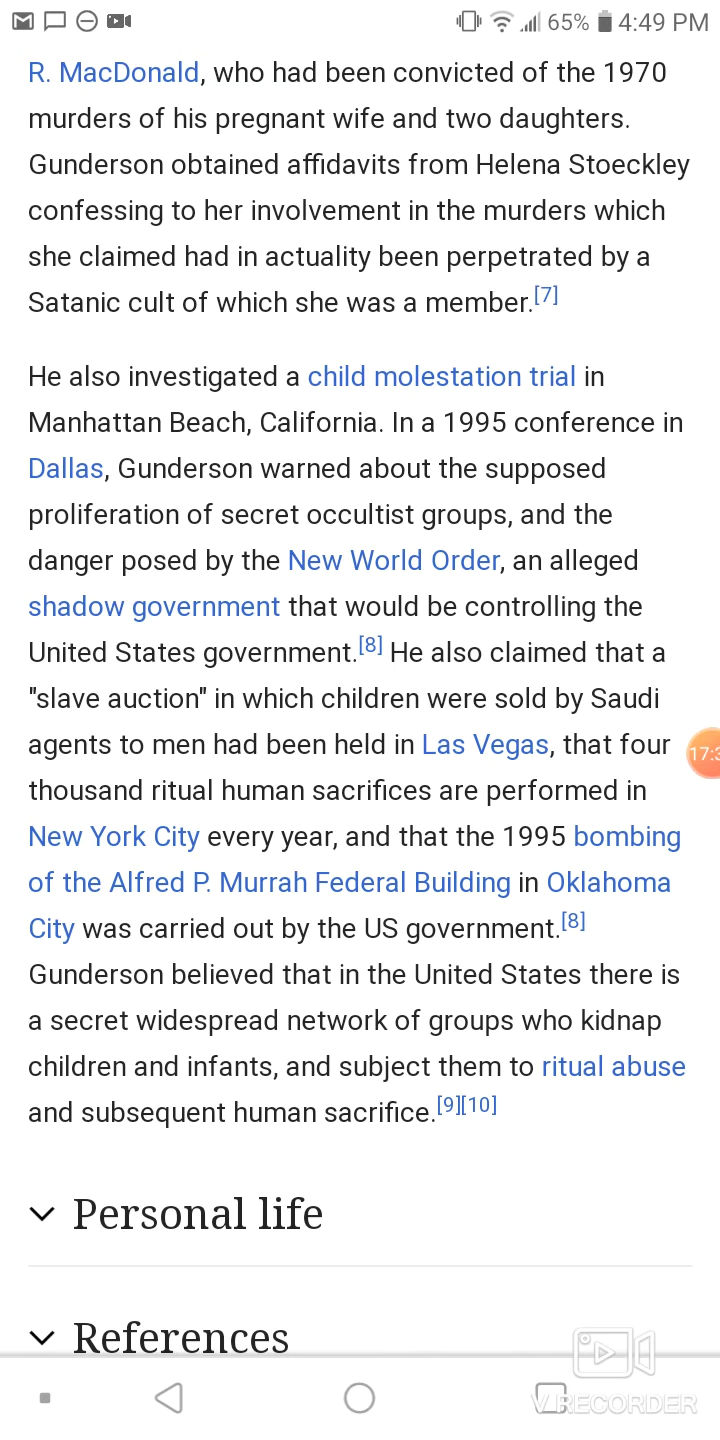 65% 4:49 PM
R. MacDonald, who had been convicted of the 1970
murders of his pregnant wife and two daughters.
Gunderson obtained affidavits from Helena Stoeckley
confessing to her involvement in the murders which
she claimed had in actuality been perpetrated by a
Satanic cult of which she was a member.[7]
He also investigated a child molestation trial in
Manhattan Beach, California. In a 1995 conference in
Dallas, Gunderson warned about the supposed
proliferation of secret occultist groups, and the
danger posed by the New World Order, an alleged
shadow government that would be controlling the
United States government.[8] He also claimed that a
"slave auction" in which children were sold by Saudi
agents to men had been held in Las Vegas, that four
17:3
thousand ritual human sacrifices are performed in
New York City every year, and that the 1995 bombing
of the Alfred P. Murrah Federal Building in Oklahoma
City was carried out by the US government.[8]
Gunderson believed that in the United States there is
a secret widespread network of groups who kidnap
children and infants, and subject them to ritual abuse
and subsequent human sacrifice.[9][10]
Personal life
References
V RECORDER